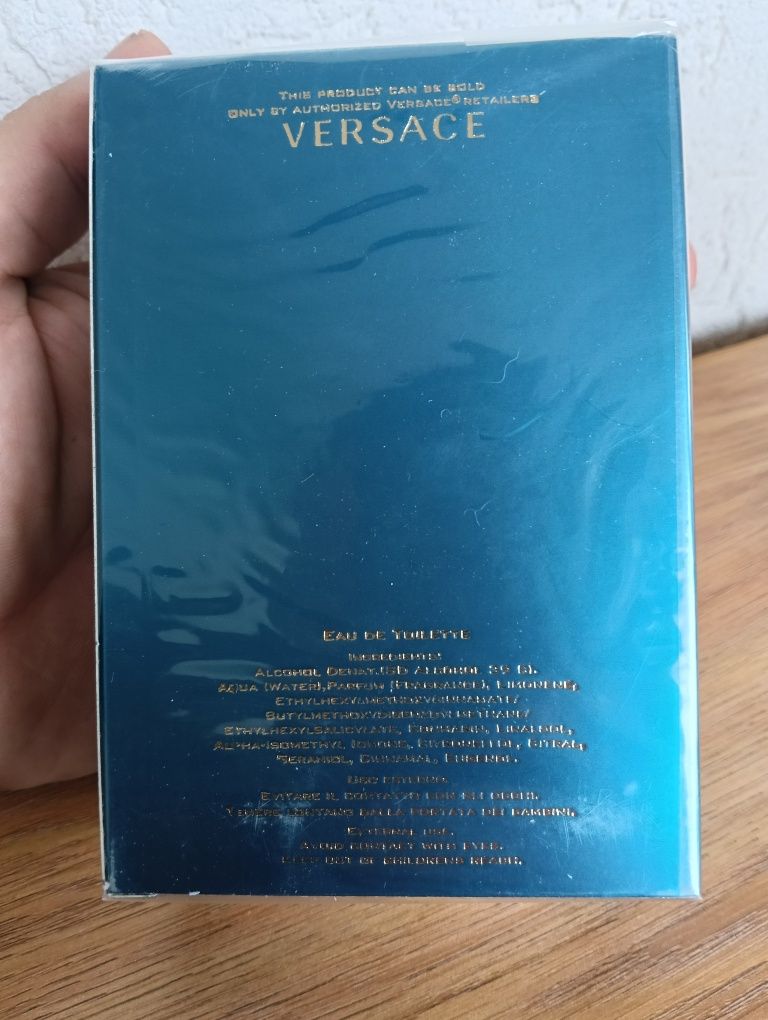 THIS PRODUCT CAN BE SOLD
ONLY BY AUTHORIZED VERSACE® RETAILERS
VERSACE
EAU DE TOILETTE
INGREDIENTS:
ALCOHOL DENAT.(SD ALCOHOL 39 C),
AQUA (WATER), PARFUM (FRAGRANCE), LIMONENE,
ETHYLHEXYLMETHOXYCINNAMATE,
BUTYLMETHOXYDIBENZOYLMETHANE,
ETHYLHEXYLSALICYLATE, COUMARIN, LINALOOL,
ALPHA-ISOMETHYL IONONE, CITRONELLOL, CITRAL,
GERANIOL, CINNAMAL, EUGENOL.
USO ESTERNO.
EVITARE IL CONTATTO CON GLI OCCHI.
TENERE LONTANO DALLA PORTATA DEI BAMBINI.
EXTERNAL USE.
AVOID CONTACT WITH EYES.
KEEP OUT OF CHILDRENS REACH.